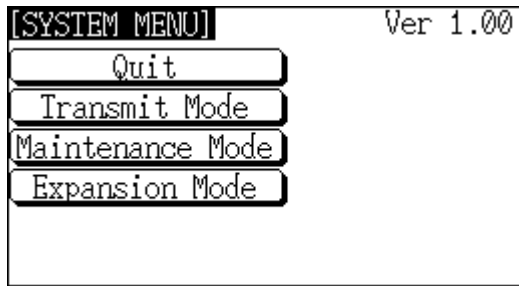 [SYSTEM MENU] Ver 1.00
Quit
Transmit Mode
Maintenance Mode
Expansion Mode